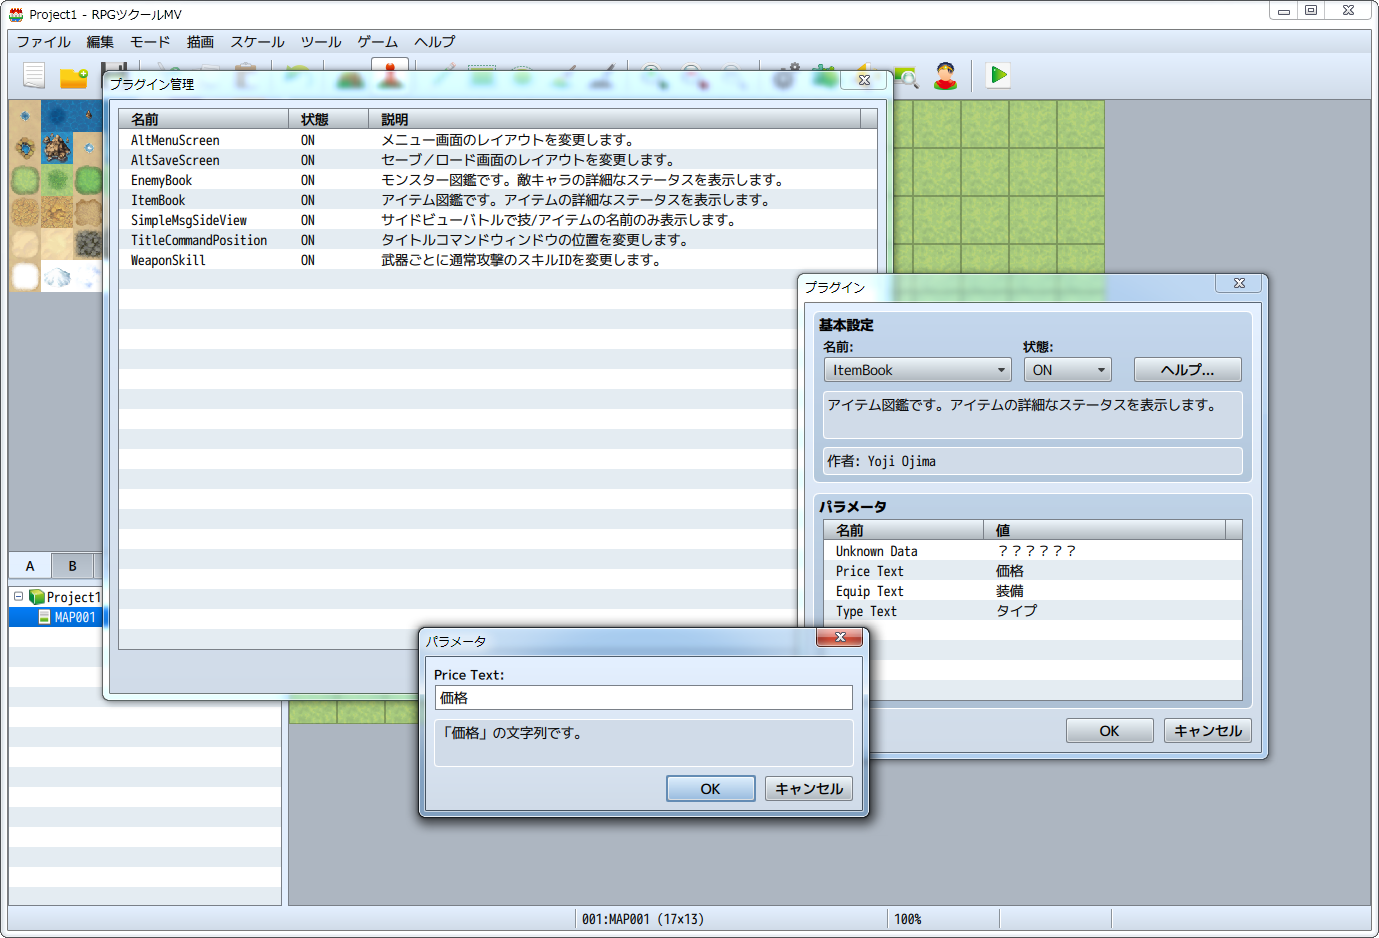 Project1 - RPGツクールMV
ファイル 編集 モード 描画 スケール ツール ゲーム ヘルプ
プラグイン管理
名前 状態 説明
AltMenuScreen ON メニュー画面のレイアウトを変更します。
AltSaveScreen ON セーブ／ロード画面のレイアウトを変更します。
EnemyBook ON モンスター図鑑です。敵キャラの詳細なステータスを表示します。
ItemBook ON アイテム図鑑です。アイテムの詳細なステータスを表示します。
SimpleMsgSideView ON サイドビューバトルで技/アイテムの名前のみ表示します。
TitleCommandPosition ON タイトルコマンドウィンドウの位置を変更します。
WeaponSkill ON 武器ごとに通常攻撃のスキルIDを変更します。
プラグイン
基本設定
名前: 状態:
ItemBook ON ヘルプ...
アイテム図鑑です。アイテムの詳細なステータスを表示します。
作者: Yoji Ojima
パラメータ
名前 値
Unknown Data ？？？？？？
Price Text 価格
Equip Text 装備
Type Text タイプ
OK キャンセル
A B
Project1
MAP001
パラメータ
Price Text:
価格
「価格」の文字列です。
OK キャンセル
001:MAP001 (17x13) 100%